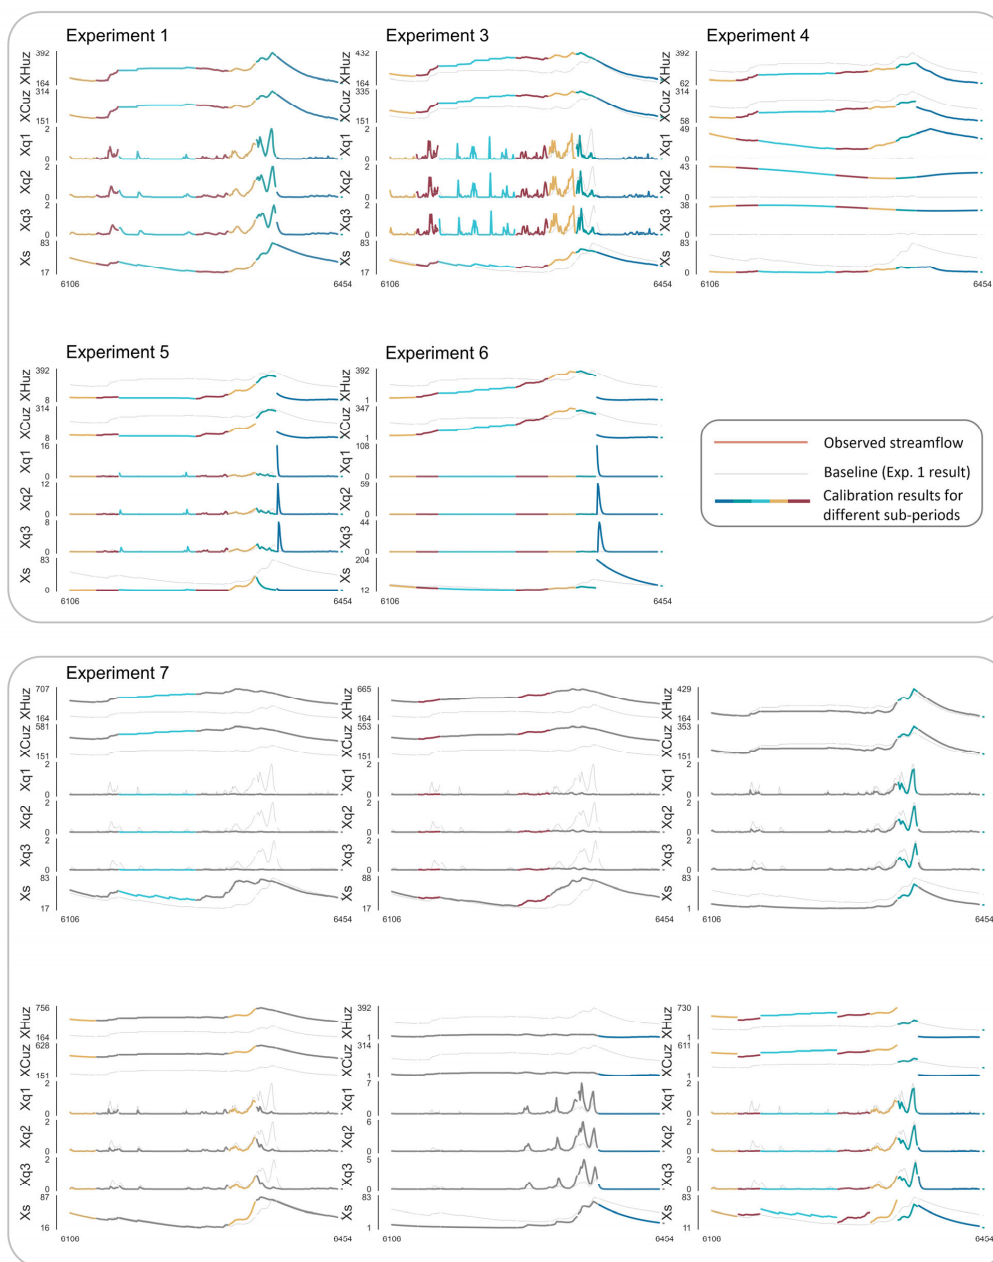 Experiment 1
392
XHuz
164
314
XCuz
151
2
Xq1
0
2
Xq2
0
2
Xq3
0
83
Xs
17
6106
6454
Experiment 3
432
XHuz
164
335
XCuz
151
2
Xq1
0
2
Xq2
0
2
Xq3
0
83
Xs
17
6106
6454
Experiment 4
392
XHuz
62
314
XCuz
58
49
Xq1
0
43
Xq2
0
38
Xq3
0
83
Xs
0
6106
6454
Experiment 5
392
XHuz
8
314
XCuz
8
16
Xq1
0
12
Xq2
0
8
Xq3
0
83
Xs
0
6106
6454
Experiment 6
392
XHuz
1
347
XCuz
1
108
Xq1
0
59
Xq2
0
44
Xq3
0
204
Xs
12
6106
6454
Observed streamflow
Baseline (Exp. 1 result)
Calibration results for
different sub-periods
Experiment 7
707
XHuz
164
581
XCuz
151
2
Xq1
0
2
Xq2
0
2
Xq3
0
83
Xs
17
6106
6454
665
XHuz
164
553
XCuz
151
2
Xq1
0
2
Xq2
0
2
Xq3
0
88
Xs
17
6106
6454
429
XHuz
164
353
XCuz
151
2
Xq1
0
2
Xq2
0
2
Xq3
0
83
Xs
1
6106
6454
756
XHuz
164
628
XCuz
151
2
Xq1
0
2
Xq2
0
2
Xq3
0
87
Xs
16
6106
6454
392
XHuz
1
314
XCuz
1
7
Xq1
0
6
Xq2
0
5
Xq3
0
83
Xs
1
6106
6454
730
XHuz
1
611
XCuz
1
2
Xq1
0
2
Xq2
0
2
Xq3
0
83
Xs
11
6106
6454